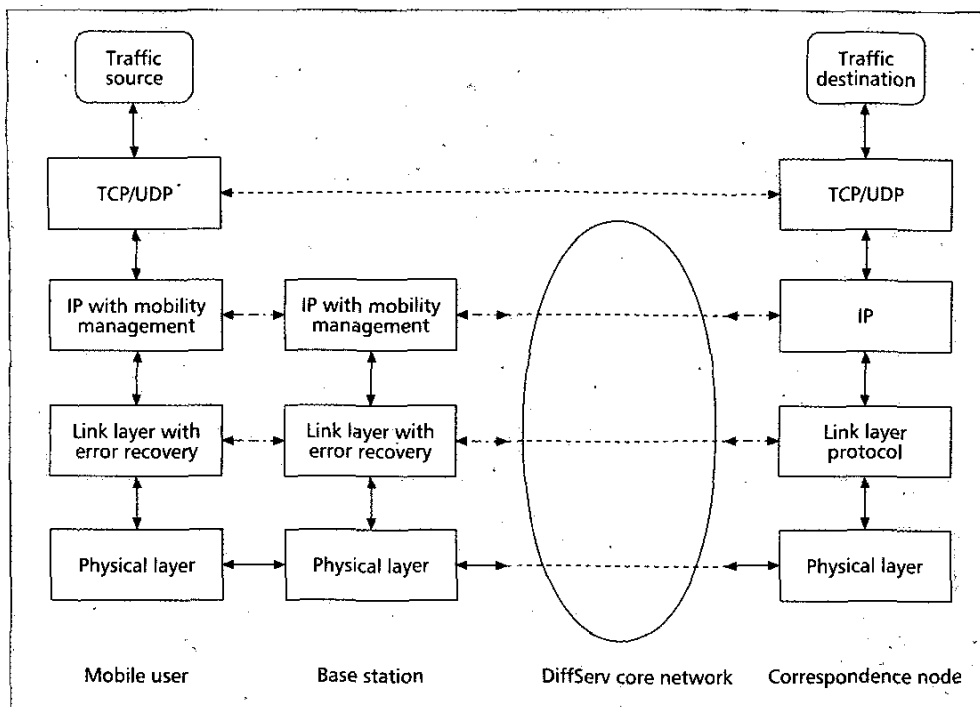 Traffic
source
Traffic
destination
TCP/UDP
TCP/UDP
IP with mobility
management
IP with mobility
management
IP
Link layer with
error recovery
Link layer with
error recovery
Link layer
protocol
Physical layer
Physical layer
Physical layer
Mobile user
Base station
DiffServ core network
Correspondence node